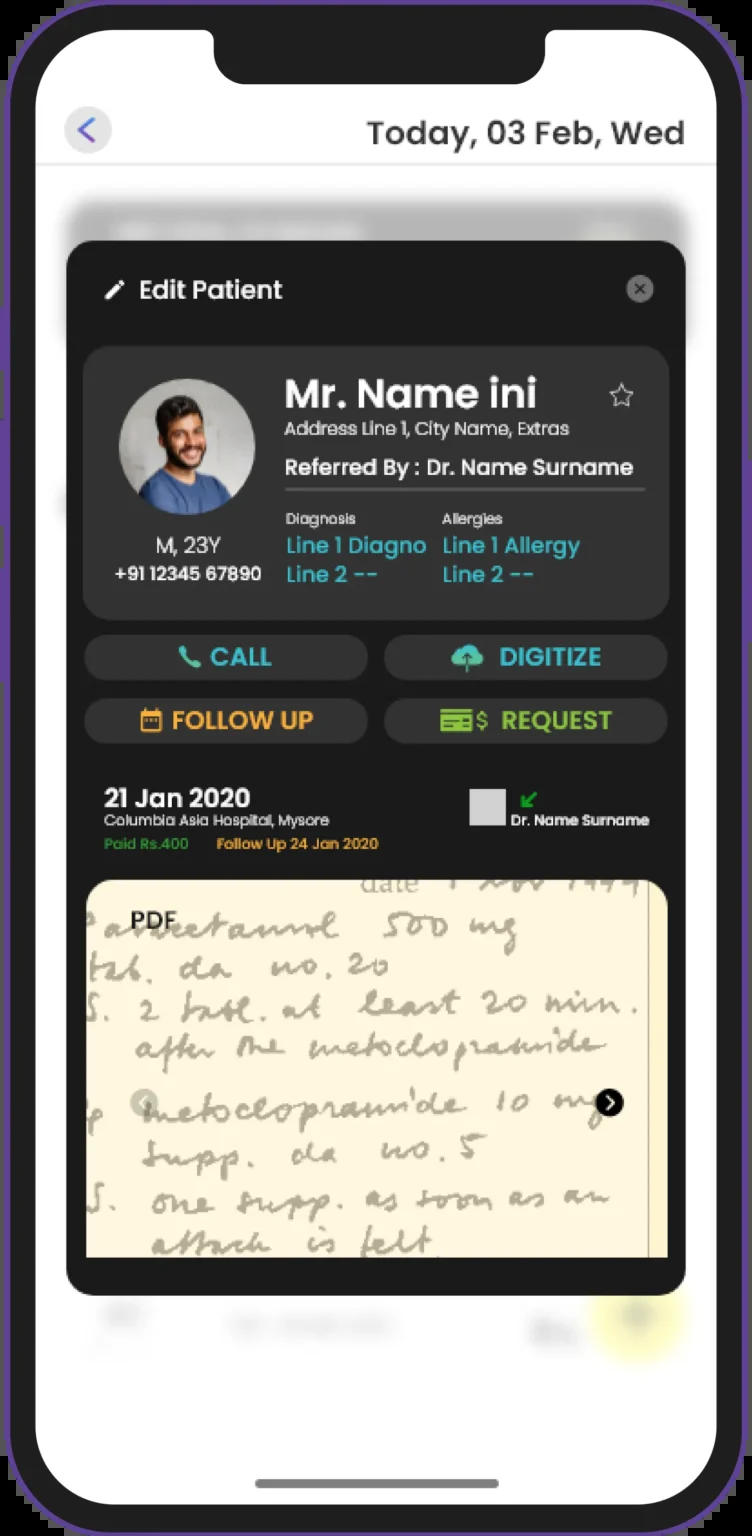 Today, 03 Feb, Wed
Edit Patient
Mr. Name ini
Address Line 1, City Name, Extras
Referred By : Dr. Name Surname
M, 23Y
+91 12345 67890
Diagnosis
Line 1 Diagno
Line 2 --
Allergies
Line 1 Allergy
Line 2 --
CALL
DIGITIZE
FOLLOW UP
$ REQUEST
21 Jan 2020
Columbia Asia Hospital, Mysore
Paid Rs.400 Follow Up 24 Jan 2020
Dr. Name Surname
date 1 Nov 1994
PDF
500 mg
tab. da no. 20
S. 2 tabl. at least 20 min.
after the metoclopramide
metoclopramide 10 mg
supp. da no. 5
S. one supp. as soon as an
attack is felt